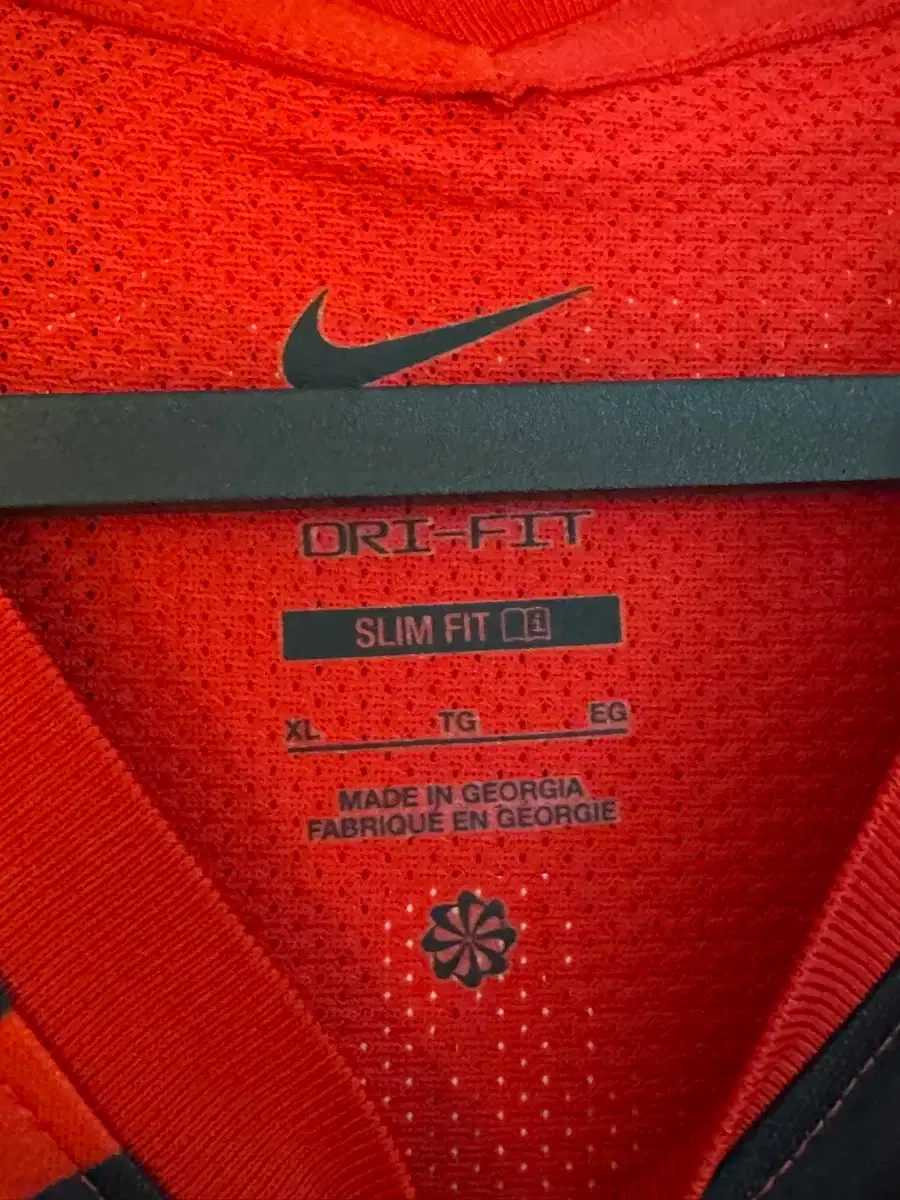 DRI-FIT
SLIM FIT
XL TG EG
MADE IN GEORGIA
FABRIQUÉ EN GÉORGIE